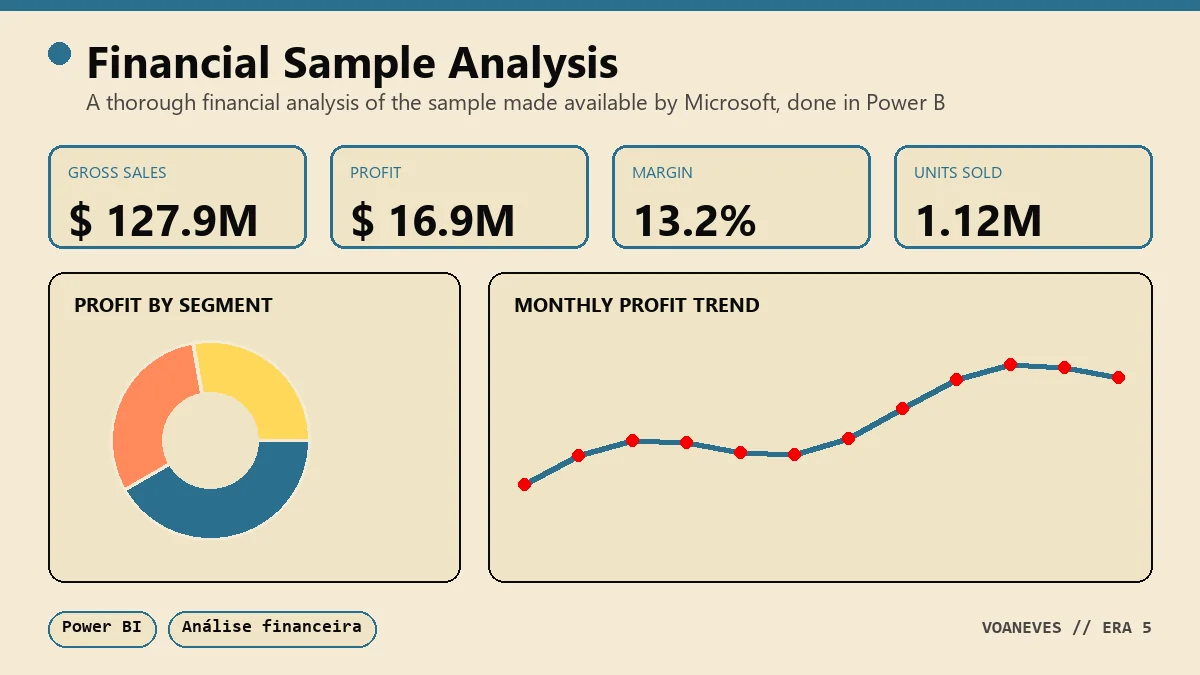 Financial Sample Analysis
A thorough financial analysis of the sample made available by Microsoft, done in Power B
GROSS SALES
$ 127.9M
PROFIT
$ 16.9M
MARGIN
13.2%
UNITS SOLD
1.12M
PROFIT BY SEGMENT
MONTHLY PROFIT TREND
Power BI
Análise financeira
VOANEVES // ERA 5